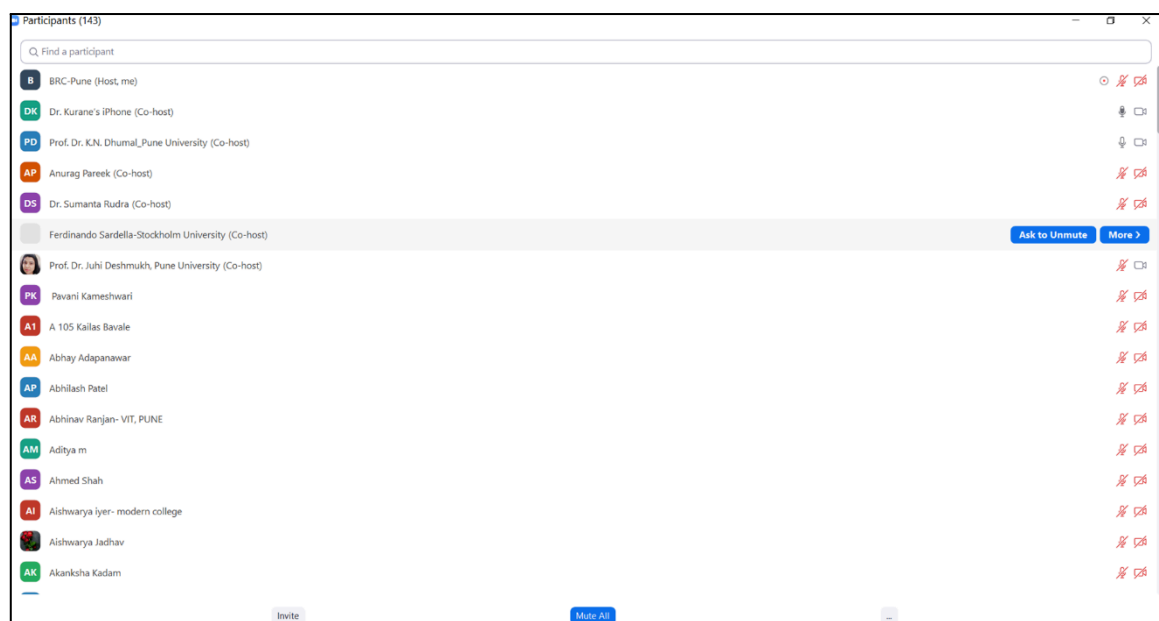 Participants (143)
Find a participant
B BRC-Pune (Host, me)
DK Dr. Kurane's iPhone (Co-host)
PD Prof. Dr. K.N. Dhumal_Pune University (Co-host)
AP Anurag Pareek (Co-host)
DS Dr. Sumanta Rudra (Co-host)
Ferdinando Sardella-Stockholm University (Co-host) Ask to Unmute More >
Prof. Dr. Juhi Deshmukh, Pune University (Co-host)
PK Pavani Kameshwari
A1 A 105 Kailas Bavale
AA Abhay Adapanawar
AP Abhilash Patel
AR Abhinav Ranjan- VIT, PUNE
AM Aditya m
AS Ahmed Shah
AI Aishwarya iyer- modern college
Aishwarya Jadhav
AK Akanksha Kadam
Invite Mute All ...